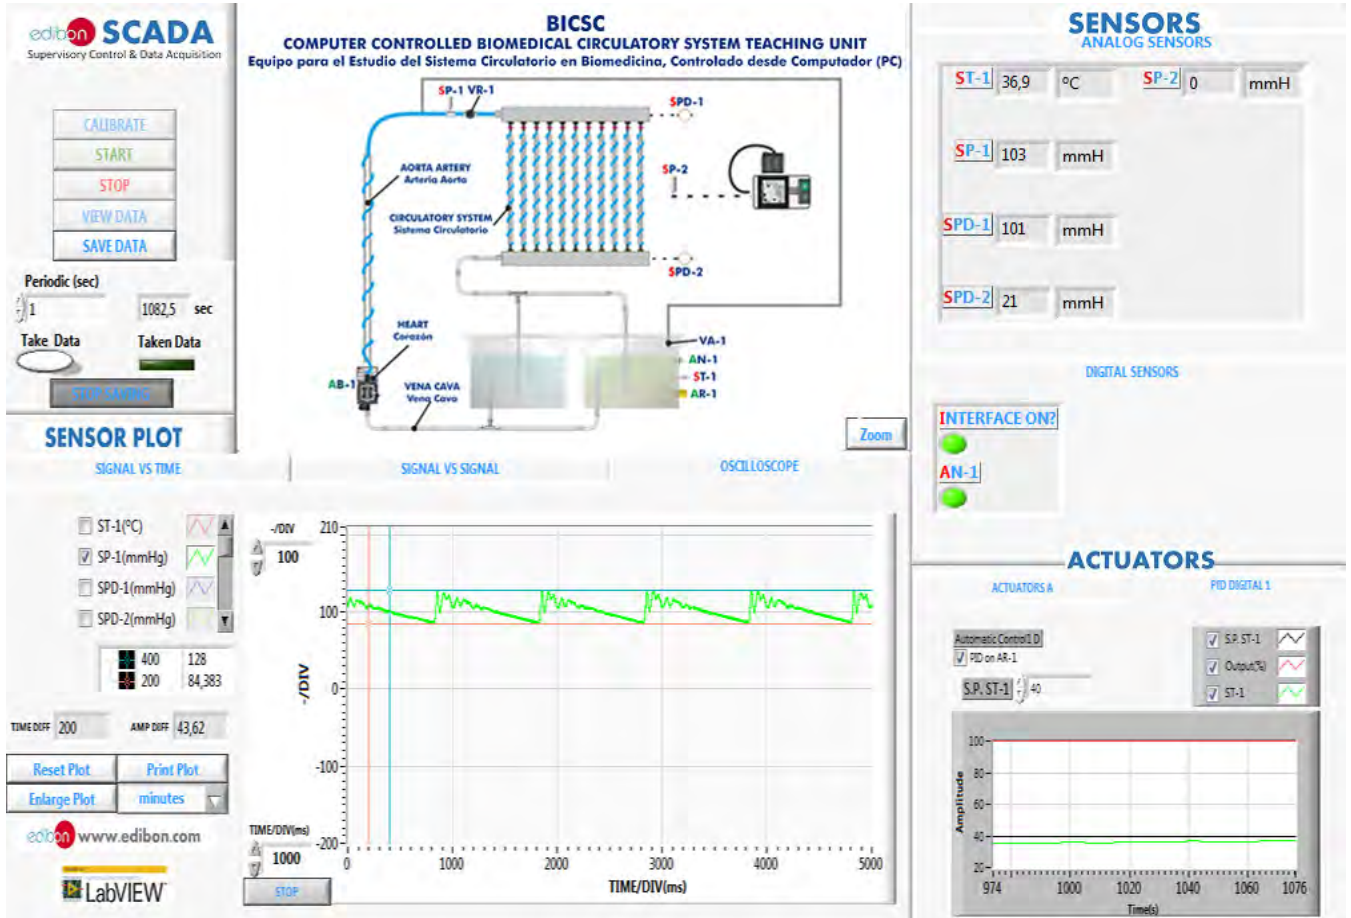 edibon SCADA
Supervisory Control & Data Acquisition
CALIBRATE
START
STOP
VIEW DATA
SAVE DATA
Periodic (sec)
1
1082,5 sec
Take Data
Taken Data
BICSC
COMPUTER CONTROLLED BIOMEDICAL CIRCULATORY SYSTEM TEACHING UNIT
Equipo para el Estudio del Sistema Circulatorio en Biomedicina, Controlado desde Computador (PC)
SP-1 VR-1
SPD-1
AORTA ARTERY
Arteria Aorta
SP-2
CIRCULATORY SYSTEM
Sistema Circulatorio
SPD-2
HEART
Corazón
VA-1
AN-1
ST-1
AR-1
AB-1
VENA CAVA
Vena Cava
Zoom
SENSORS
ANALOG SENSORS
ST-1 36,9 ºC
SP-2 0 mmH
SP-1 103 mmH
SPD-1 101 mmH
SPD-2 21 mmH
DIGITAL SENSORS
INTERFACE ON?
AN-1
SENSOR PLOT
SIGNAL VS TIME
SIGNAL VS SIGNAL
OSCILLOSCOPE
ST-1(ºC)
SP-1(mmHg)
SPD-1(mmHg)
SPD-2(mmHg)
400 128
200 84,383
TIME DIFF 200
AMP DIFF 43,62
Reset Plot
Print Plot
Enlarge Plot
minutes
edibon www.edibon.com
LabVIEW
-/DIV
100
TIME/DIV(ms)
1000
STOP
-/DIV
210
100
0
-100
-200
0 1000 2000 3000 4000 5000
TIME/DIV(ms)
ACTUATORS
ACTUATORS A
PID DIGITAL 1
Automatic Control1 D
PID on AR-1
S.P. ST-1 40
S.P. ST-1
Output(%)
ST-1
Amplitude
100
80
60
40
20
974 1000 1020 1040 1060 1076
Time(s)